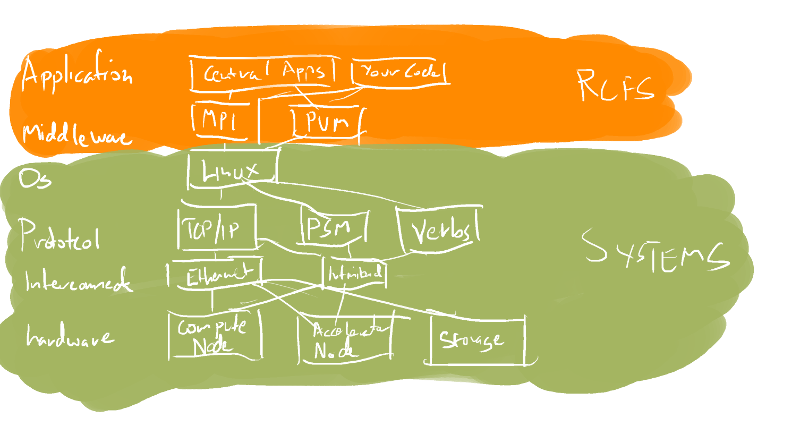 Application Central Apps Your Code RCFS
Middleware MPI PVM
Os Linux
Protocol TCP/IP PSM Verbs SYSTEMS
Interconnect Ethernet Infiniband
hardware Compute Node Accelerator Node Storage